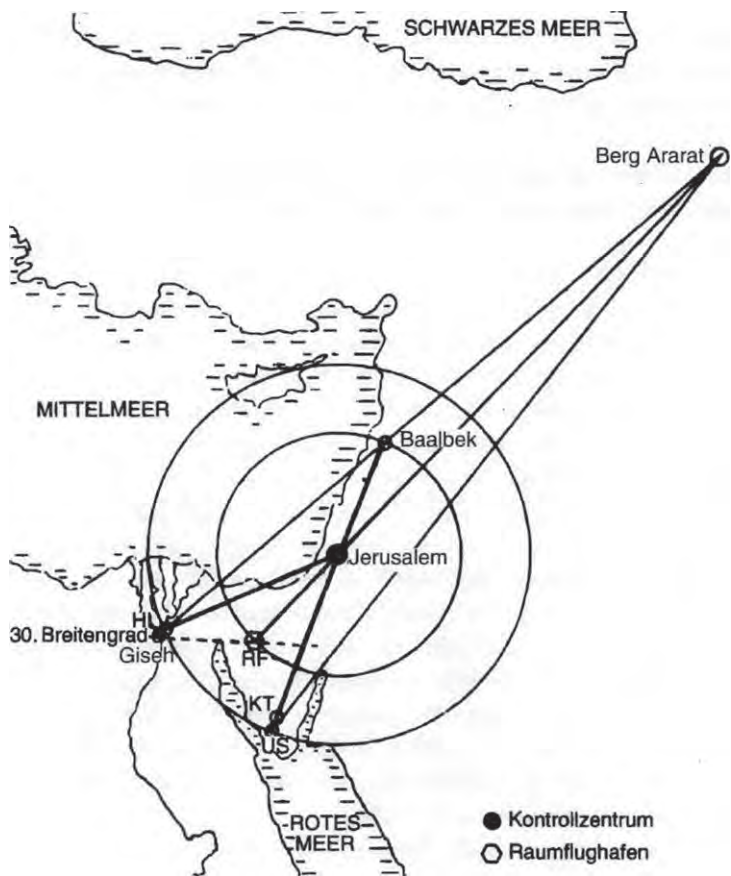 SCHWARZES MEER
Berg Ararat
MITTELMEER
Baalbek
Jerusalem
HL
30. Breitengrad
Giseh
RF
KT
US
ROTES
MEER
Kontrollzentrum
Raumflughafen